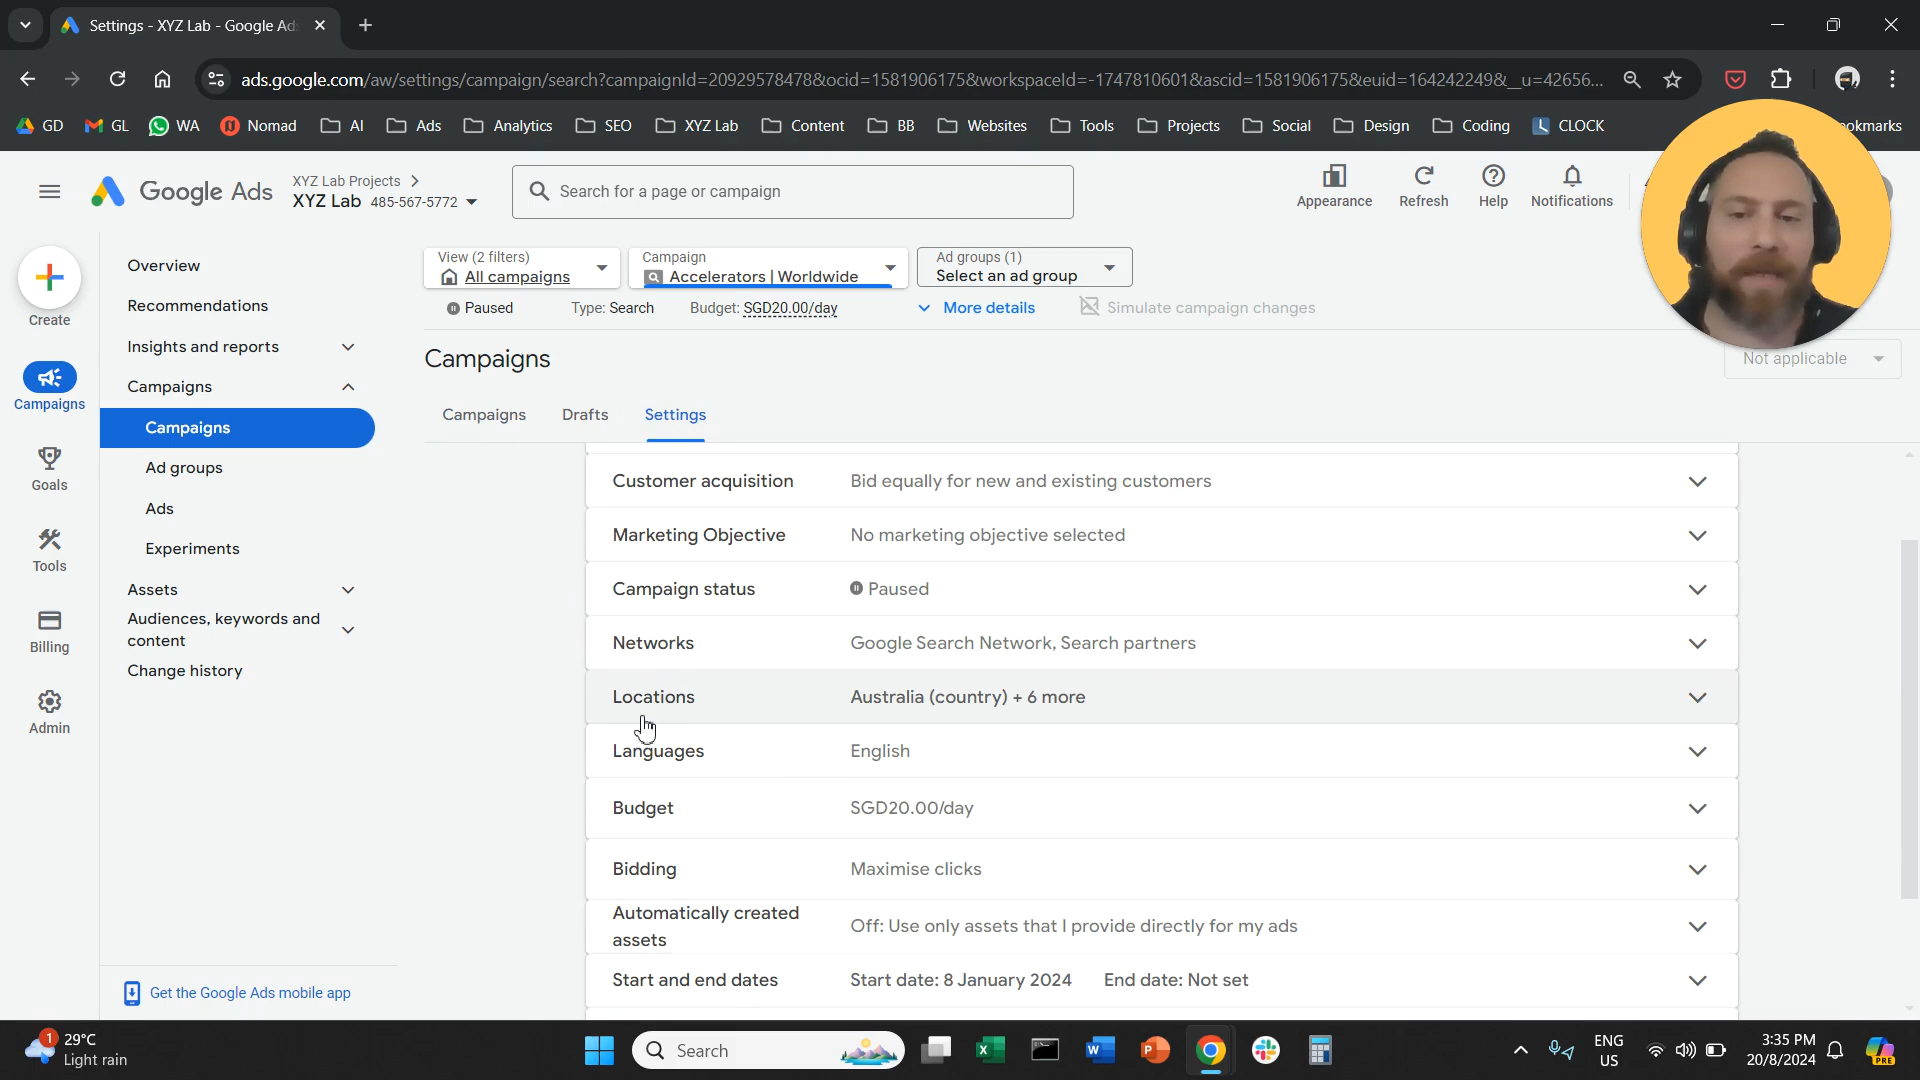 Settings - XYZ Lab - Google Ads
ads.google.com/aw/settings/campaign/search?campaignId=20929578478&ocid=1581906175&workspaceId=-1747810601&ascid=1581906175&euid=164242249&__u=42656...
GD GL WA Nomad AI Ads Analytics SEO XYZ Lab Content BB Websites Tools Projects Social Design Coding CLOCK okmarks
Google Ads
XYZ Lab Projects
XYZ Lab 485-567-5772
Search for a page or campaign
Appearance Refresh Help Notifications
Create
Campaigns
Goals
Tools
Billing
Admin
Overview
Recommendations
Insights and reports
Campaigns
Campaigns
Ad groups
Ads
Experiments
Assets
Audiences, keywords and
content
Change history
Get the Google Ads mobile app
View (2 filters)
All campaigns
Campaign
Accelerators | Worldwide
Ad groups (1)
Select an ad group
Paused Type: Search Budget: SGD20.00/day More details Simulate campaign changes
Campaigns
Not applicable
Campaigns Drafts Settings
Customer acquisition Bid equally for new and existing customers
Marketing Objective No marketing objective selected
Campaign status Paused
Networks Google Search Network, Search partners
Locations Australia (country) + 6 more
Languages English
Budget SGD20.00/day
Bidding Maximise clicks
Automatically created
assets
Off: Use only assets that I provide directly for my ads
Start and end dates Start date: 8 January 2024 End date: Not set
1
29°C
Light rain
Search
ENG
US
3:35 PM
20/8/2024
PRE